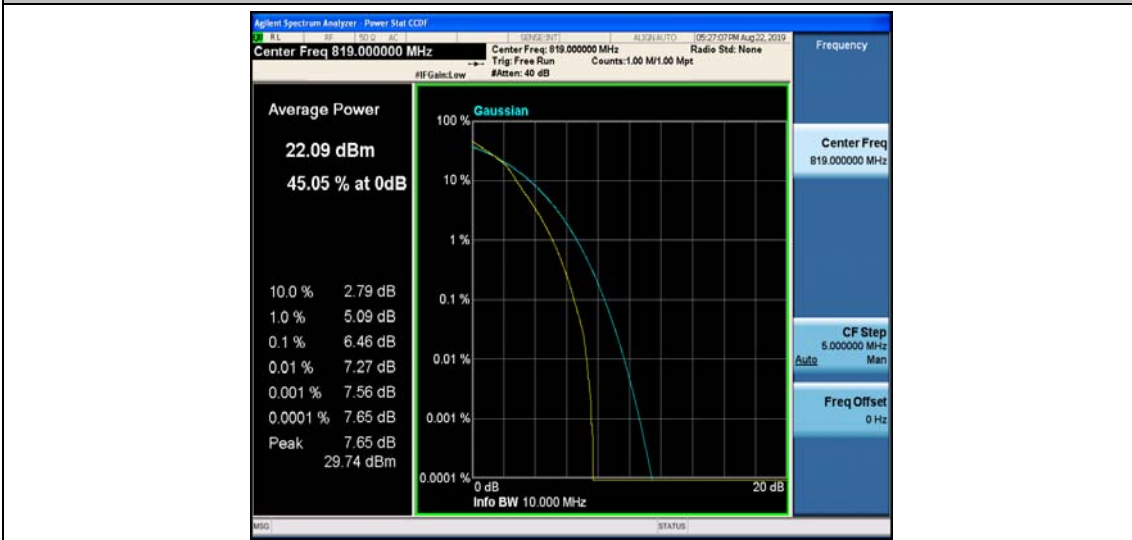 Agilent Spectrum Analyzer - Power Stat CCDF
RL RF 50 Ω AC SENSE:INT ALIGNAUTO 05:27:07PM Aug 22, 2019
Center Freq 819.000000 MHz
Center Freq: 819.000000 MHz Radio Std: None
Trig: Free Run Counts:1.00 M/1.00 Mpt
#IFGain:Low #Atten: 40 dB
Frequency
Average Power
22.09 dBm
45.05 % at 0dB
10.0 % 2.79 dB
1.0 % 5.09 dB
0.1 % 6.46 dB
0.01 % 7.27 dB
0.001 % 7.56 dB
0.0001 % 7.65 dB
Peak 7.65 dB
29.74 dBm
Gaussian
100 %
10 %
1 %
0.1 %
0.01 %
0.001 %
0.0001 %
0 dB 20 dB
Info BW 10.000 MHz
Center Freq
819.000000 MHz
CF Step
5.000000 MHz
Auto Man
Freq Offset
0 Hz
MSG STATUS